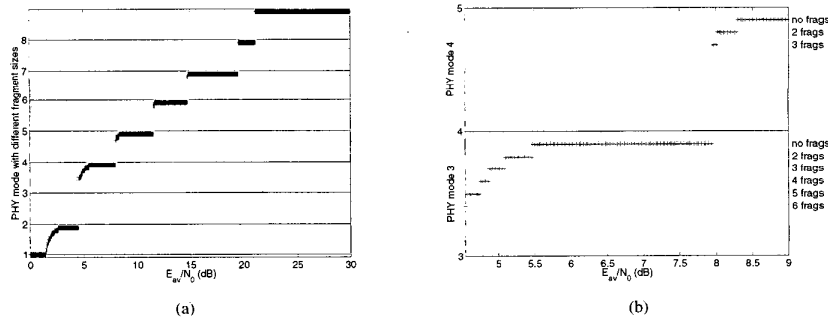 PHY mode with different fragment sizes
8
7
6
5
4
3
2
1
0
5
10
15
20
25
30
E_av/N_0 (dB)
(a)
PHY mode 4
PHY mode 3
5
4
3
no frags
2 frags
3 frags
no frags
2 frags
3 frags
4 frags
5 frags
6 frags
5
5.5
6
6.5
7
7.5
8
8.5
9
E_av/N_0 (dB)
(b)